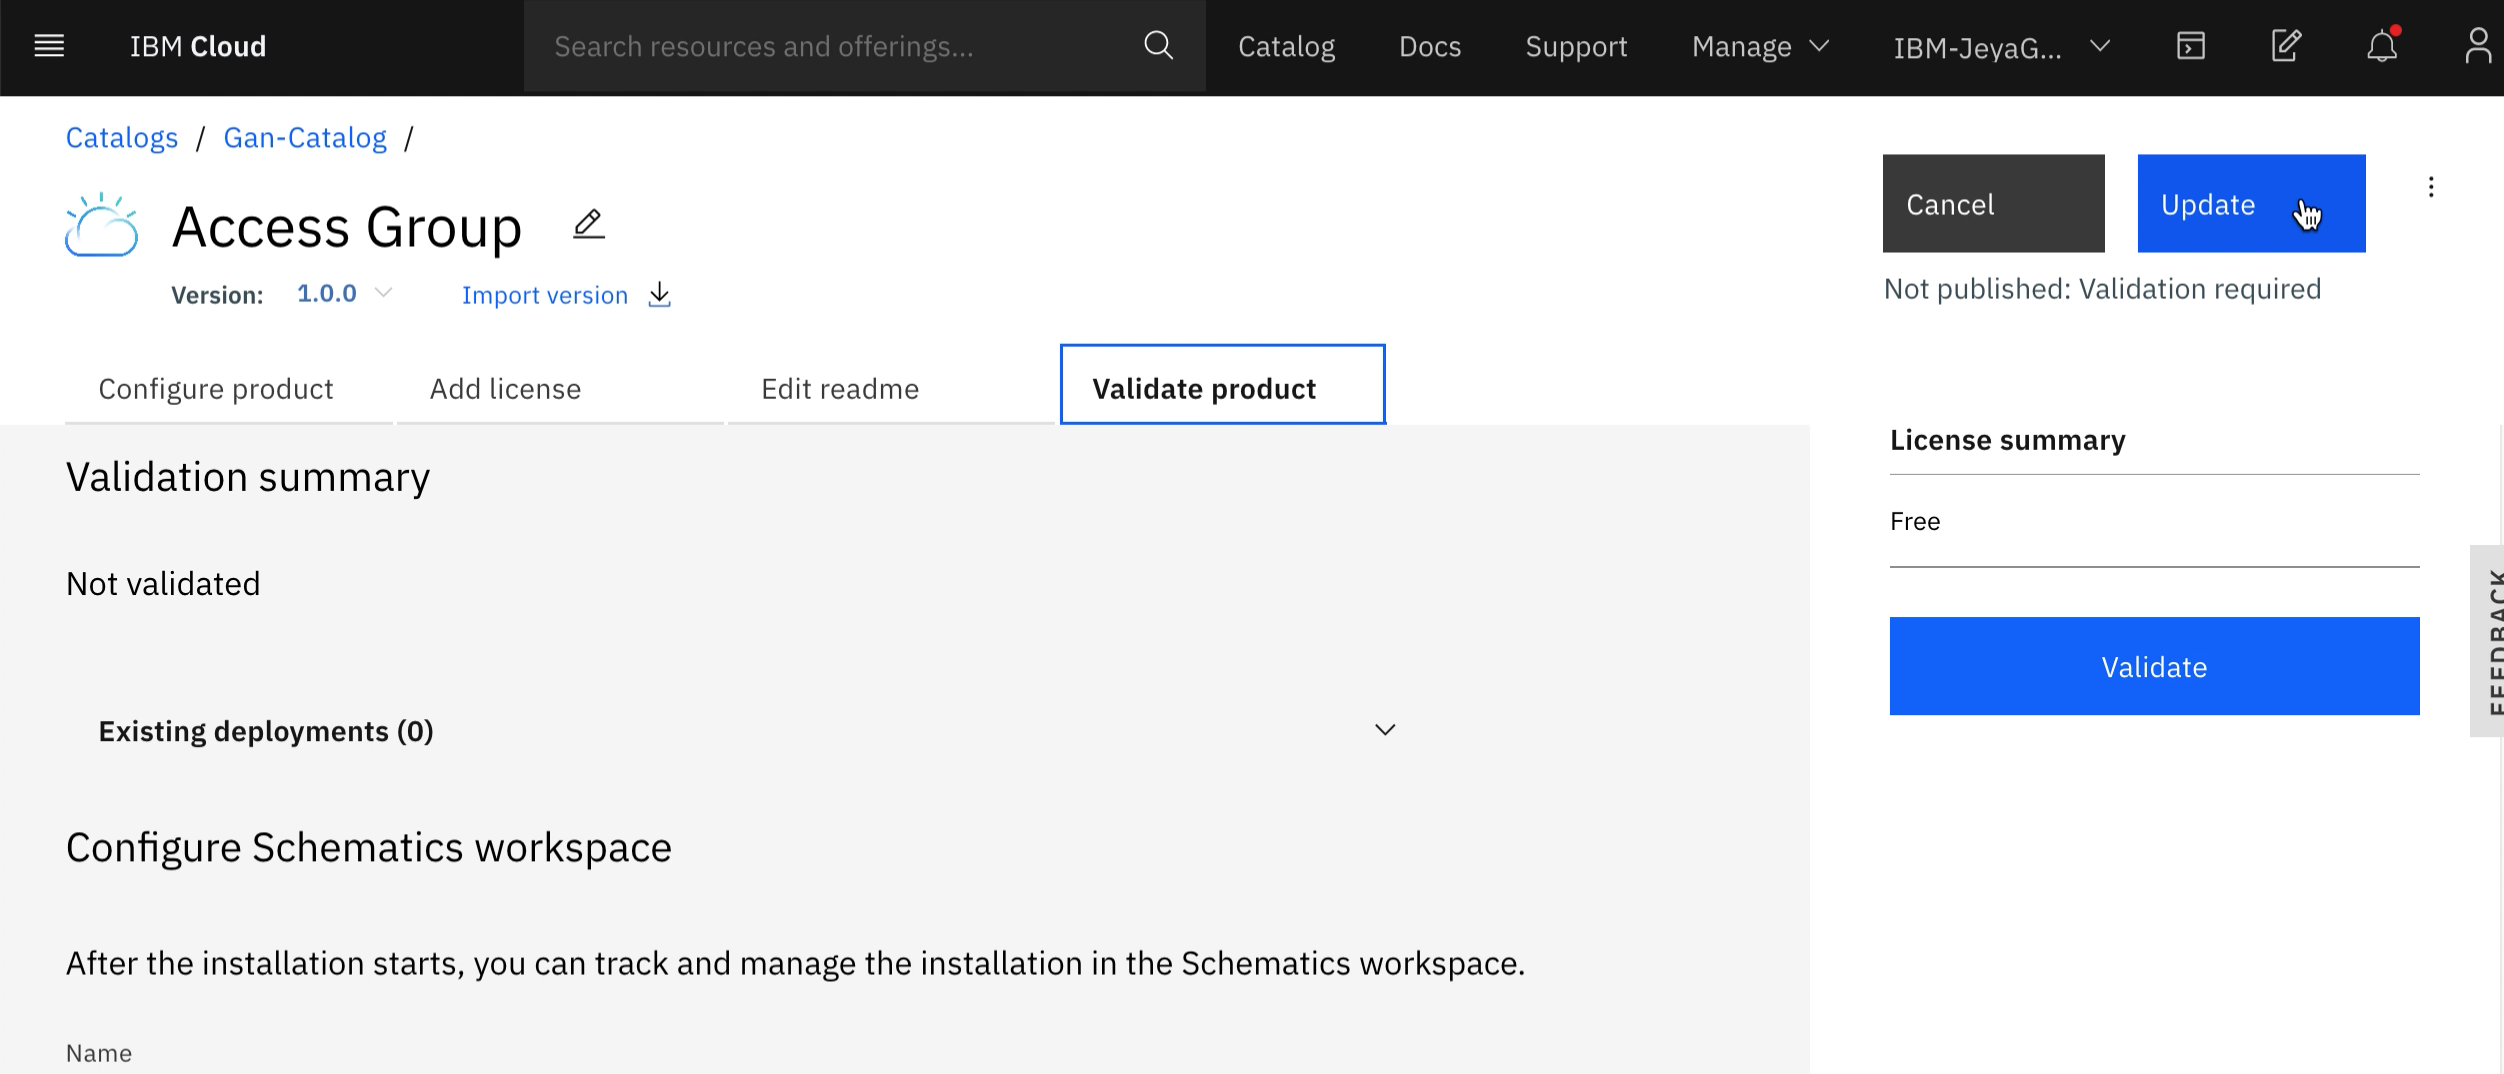 IBM Cloud
Search resources and offerings...
Catalog
Docs
Support
Manage
IBM-JeyaG...
Catalogs / Gan-Catalog /
Access Group
Version: 1.0.0
Import version
Cancel
Update
Not published: Validation required
Configure product
Add license
Edit readme
Validate product
Validation summary
Not validated
Existing deployments (0)
Configure Schematics workspace
After the installation starts, you can track and manage the installation in the Schematics workspace.
Name
License summary
Free
Validate
FEEDBACK